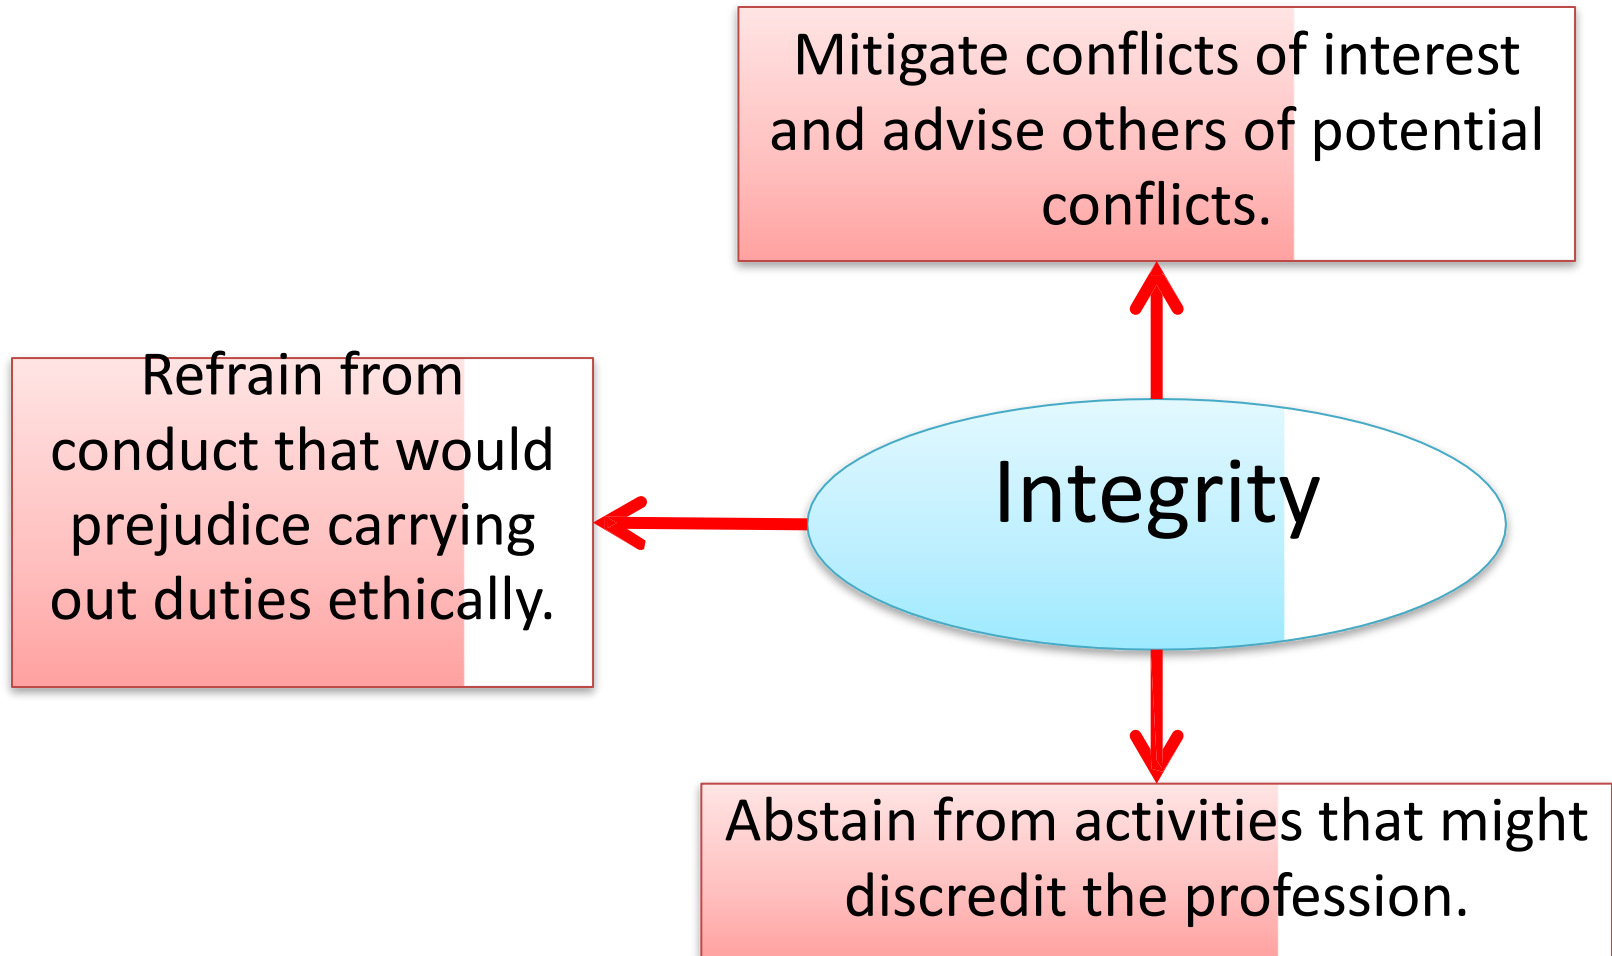 Mitigate conflicts of interest
and advise others of potential
conflicts.
Refrain from
conduct that would
prejudice carrying
out duties ethically.
Integrity
Abstain from activities that might
discredit the profession.